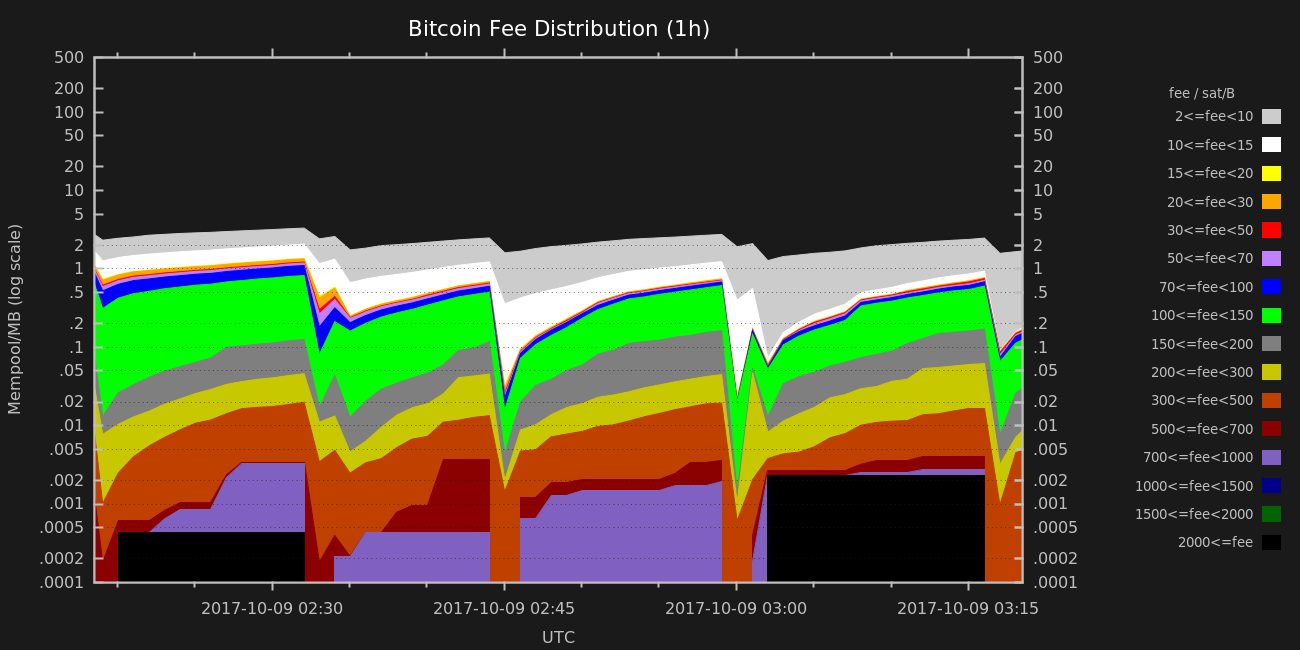 Bitcoin Fee Distribution (1h)
500 500
200 200
100 100
50 50
20 20
10 10
5 5
2 2
1 1
.5 .5
.2 .2
.1 .1
.05 .05
.02 .02
.01 .01
.005 .005
.002 .002
.001 .001
.0005 .0005
.0002 .0002
.0001 .0001
Mempool/MB (log scale)
2017-10-09 02:30 2017-10-09 02:45 2017-10-09 03:00 2017-10-09 03:15
UTC
fee / sat/B
2<=fee<10
10<=fee<15
15<=fee<20
20<=fee<30
30<=fee<50
50<=fee<70
70<=fee<100
100<=fee<150
150<=fee<200
200<=fee<300
300<=fee<500
500<=fee<700
700<=fee<1000
1000<=fee<1500
1500<=fee<2000
2000<=fee